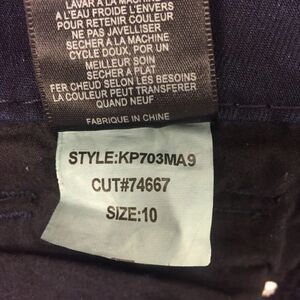 LAVAR A LA MACHINE
A L'EAU FROIDE L'ENVERS
POUR RETENIR COULEUR
NE PAS JAVELLISER
SECHER A LA MACHINE
CYCLE DOUX, POR UN
MEILLEUR SOIN
SECHER A PLAT
FER CHEUD SELON LES BESOINS
LA COULEUR PEUT TRANSFERER
QUAND NEUF
FABRIQUE IN CHINE
STYLE:KP703MA9
CUT#74667
SIZE:10